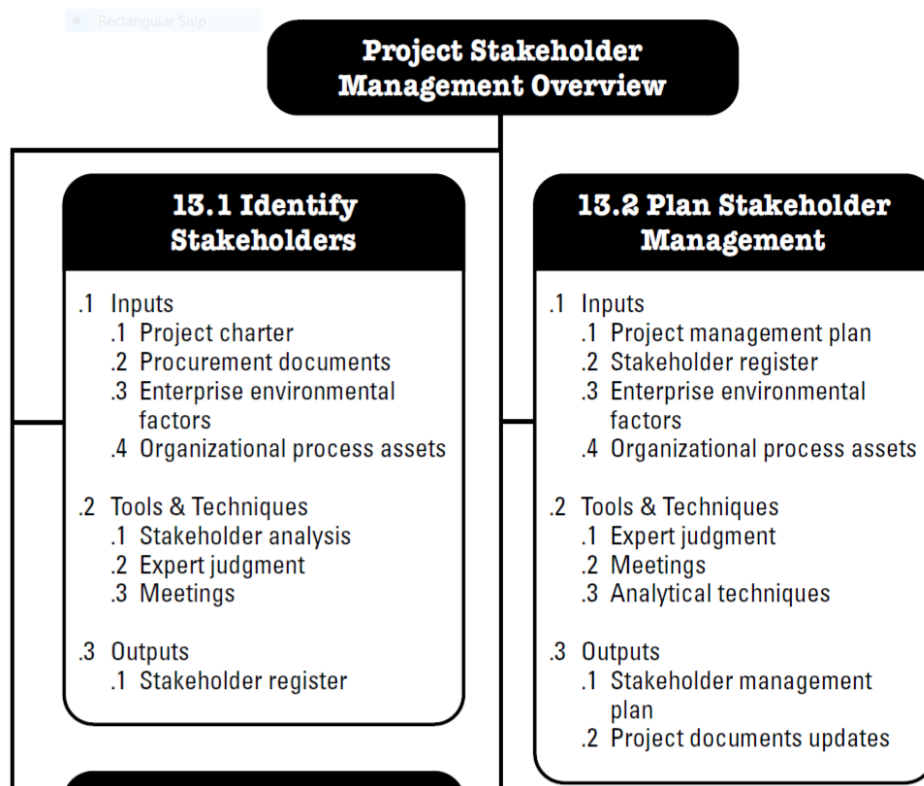 Rectangular Snip
Project Stakeholder
Management Overview
13.1 Identify
Stakeholders
.1 Inputs
.1 Project charter
.2 Procurement documents
.3 Enterprise environmental
factors
.4 Organizational process assets
.2 Tools & Techniques
.1 Stakeholder analysis
.2 Expert judgment
.3 Meetings
.3 Outputs
.1 Stakeholder register
13.2 Plan Stakeholder
Management
.1 Inputs
.1 Project management plan
.2 Stakeholder register
.3 Enterprise environmental
factors
.4 Organizational process assets
.2 Tools & Techniques
.1 Expert judgment
.2 Meetings
.3 Analytical techniques
.3 Outputs
.1 Stakeholder management
plan
.2 Project documents updates